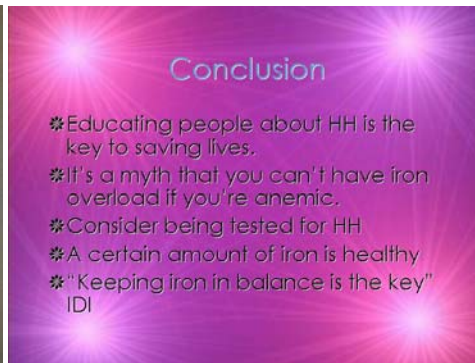 Conclusion
Educating people about HH is the
key to saving lives.
It's a myth that you can't have iron
overload if you're anemic.
Consider being tested for HH
A certain amount of iron is healthy
"Keeping iron in balance is the key"
IDI